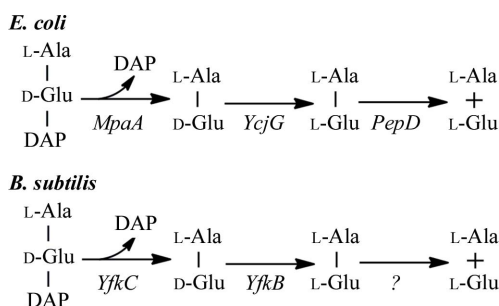 E. coli
L-Ala
DAP
L-Ala
L-Ala
L-Ala
D-Glu
+
DAP
MpaA
D-Glu
YcjG
L-Glu
PepD
L-Glu
B. subtilis
L-Ala
DAP
L-Ala
L-Ala
L-Ala
D-Glu
+
DAP
YfkC
D-Glu
YfkB
L-Glu
?
L-Glu